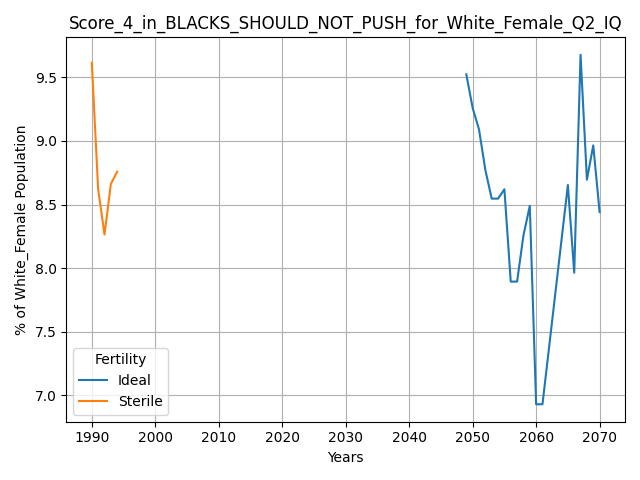 Score_4_in_BLACKS_SHOULD_NOT_PUSH_for_White_Female_Q2_IQ
% of White_Female Population
9.5
9.0
8.5
8.0
7.5
7.0
Fertility
Ideal
Sterile
1990 2000 2010 2020 2030 2040 2050 2060 2070
Years